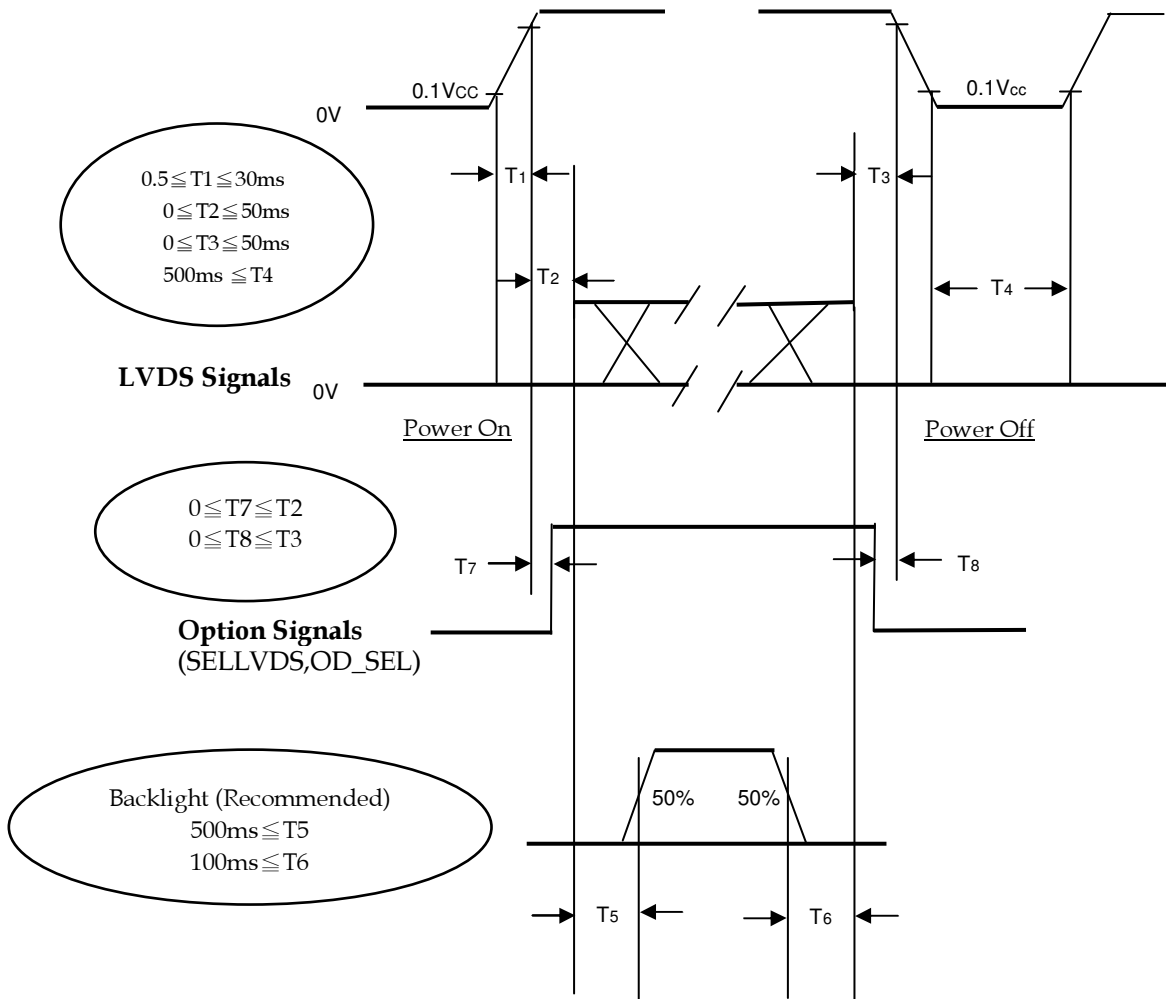 0.1VCC
0.1Vcc
0V
T1
T3
0.5≦T1≦30ms
0≦T2≦50ms
0≦T3≦50ms
500ms ≦T4
T2
T4
LVDS Signals
0V
Power On
Power Off
0≦T7≦T2
0≦T8≦T3
T7
T8
Option Signals
(SELLVDS,OD_SEL)
Backlight (Recommended)
500ms≦T5
100ms≦T6
50%
50%
T5
T6